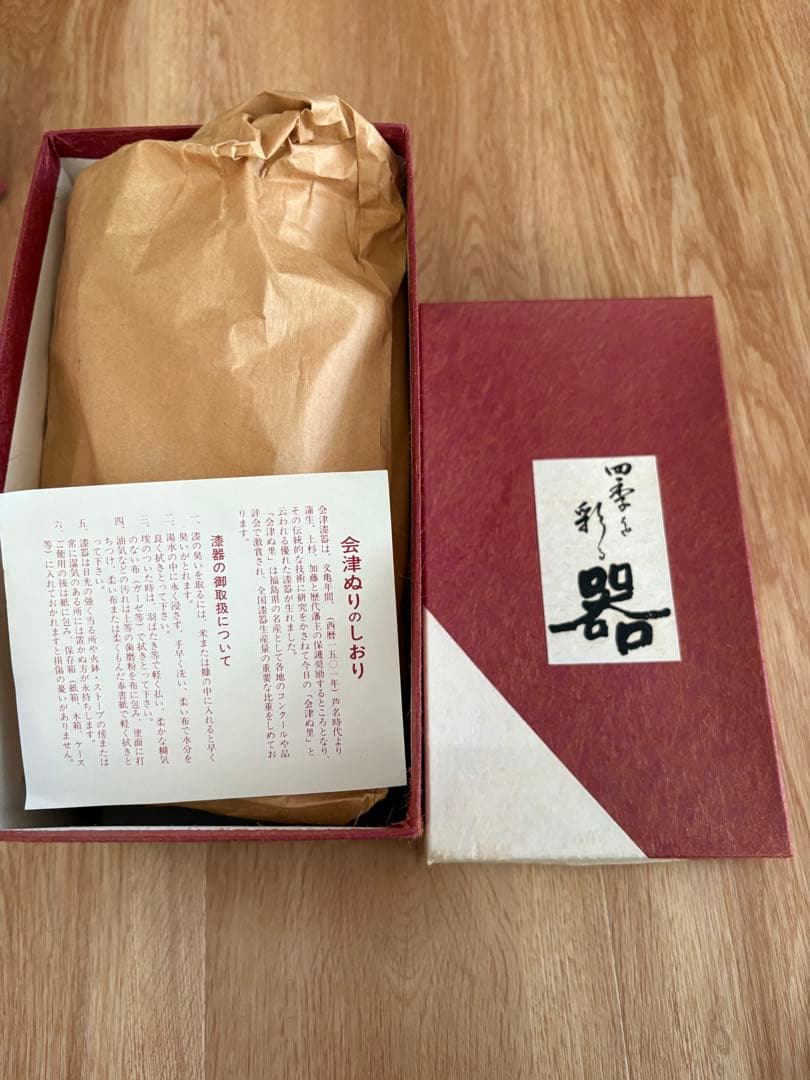 会津ぬりのしおり
会津漆器は、文亀年間、(西暦一五〇一年)芦名時代より
蒲生、上杉、加藤と歴代藩主の保護奨励するところとなり、
その伝統的な技術に研究をかさねて今日の「会津ぬ里」と
云われる優れた漆器が生れました。
「会津ぬ里」は福島県の名産として各地のコンクールや品
評会で激賞され、全国漆器生産量の重要な比重をしめてお
ります。
漆器の御取扱について
一、漆の臭いを取るには、米または糠の中に入れると早く
臭いがとれます。
二、湯水の中に永く浸さず、手早く洗い、柔い布で水分を
良く拭きとって下さい。
三、埃のついた時は、羽ばたき等で軽く払い、柔かな糊気
のない布(ガーゼ等)で拭きとって下さい。
四、油気などの汚れは上等の歯磨粉を布に包み、塗面に打
ちつけ、柔い布または柔くもんだ奉書紙で軽く拭きと
って下さい。
五、漆器は日光の強く当る所や火鉢・ストーブの傍または
常に湿気のある所には置かぬ方が永持ちします。
六、ご使用の後は紙に包み、保存箱(紙箱、木箱、ケース
等)に入れておかれますと損傷の憂いがありません。
四季を
彩る
器